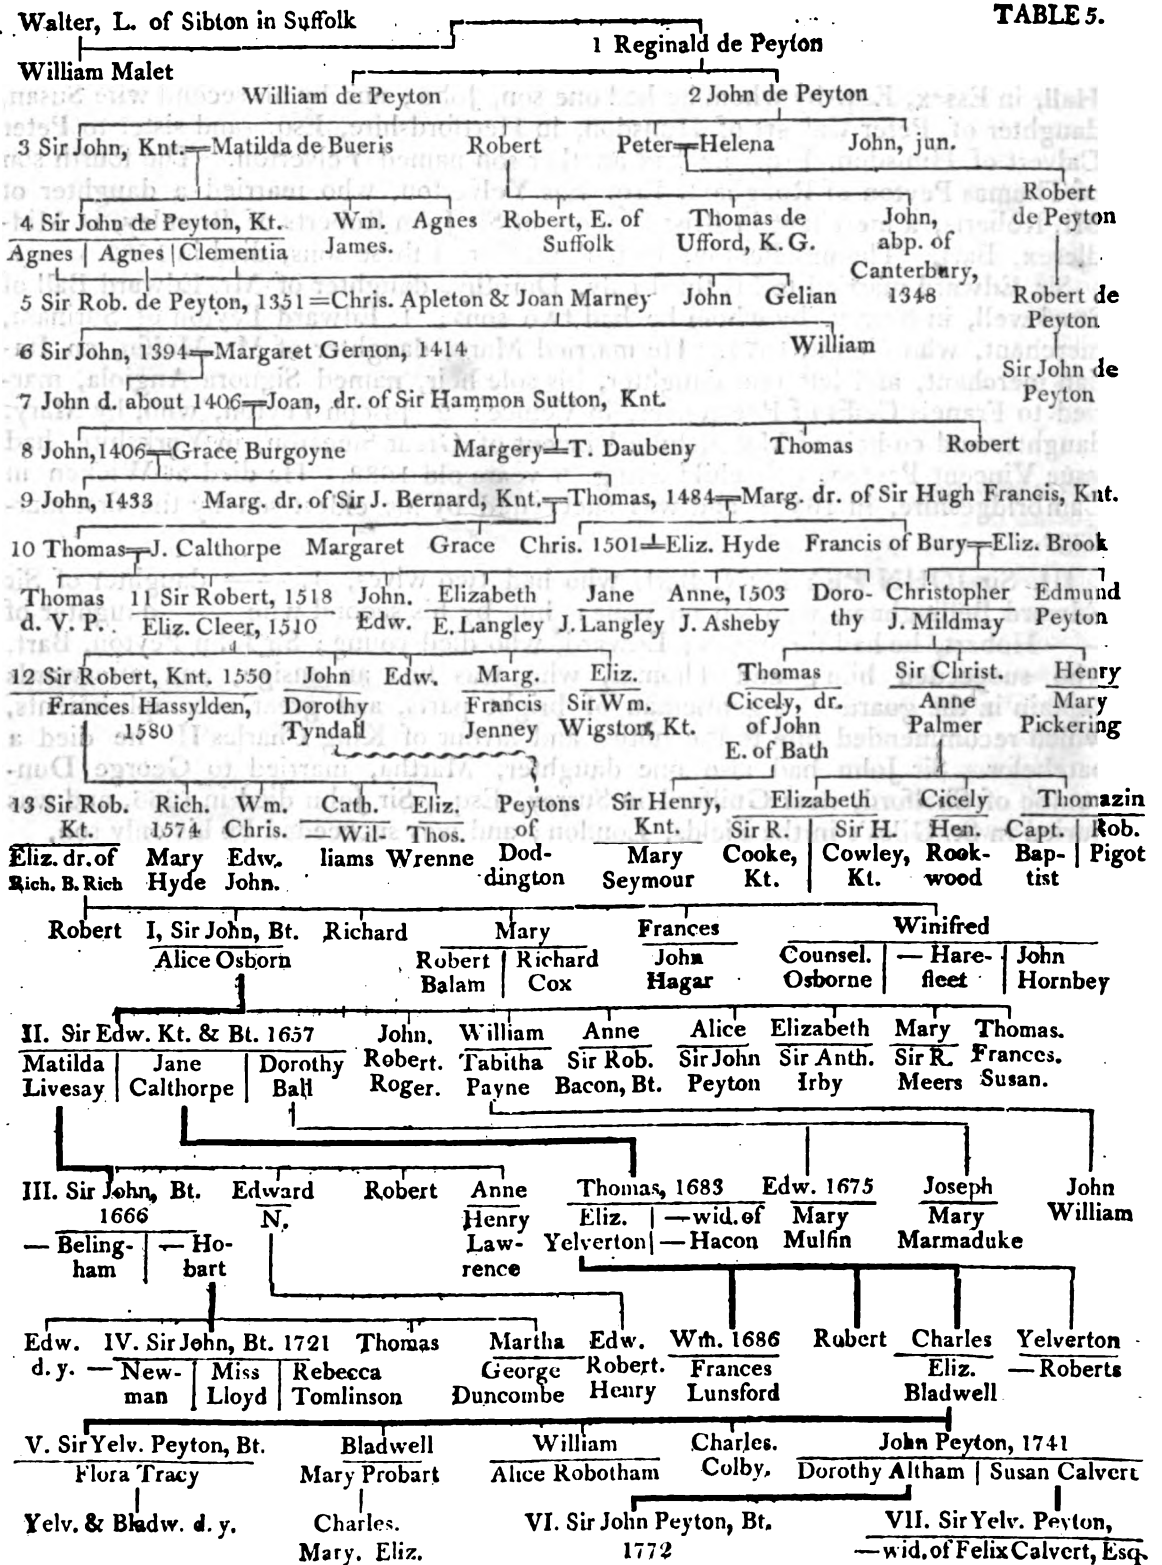 Walter, L. of Sibton in Suffolk TABLE 5.
1 Reginald de Peyton
William Malet
William de Peyton 2 John de Peyton
3 Sir John, Knt.=Matilda de Bueris Robert Peter=Helena John, jun.
Robert
4 Sir John de Peyton, Kt. Wm. Agnes Robert, E. of Thomas de John, de Peyton
James. Suffolk Ufford, K. G. abp. of
Agnes | Agnes | Clementia Canterbury,
5 Sir Rob. de Peyton, 1351=Chris. Apleton & Joan Marney John Gelian 1348 Robert de
Peyton
6 Sir John, 1394=Margaret Gernon, 1414 William
Sir John de
Peyton
7 John d. about 1406=Joan, dr. of Sir Hammon Sutton, Knt.
8 John, 1406=Grace Burgoyne Margery=T. Daubeny Thomas Robert
9 John, 1433 Marg. dr. of Sir J. Bernard, Knt.=Thomas, 1484=Marg. dr. of Sir Hugh Francis, Knt.
10 Thomas=J. Calthorpe Margaret Grace Chris. 1501=Eliz. Hyde Francis of Bury=Eliz. Brook
Thomas 11 Sir Robert, 1518 John. Elizabeth Jane Anne, 1503 Doro- Christopher Edmund
d. V. P. Eliz. Cleer, 1510 Edw. E. Langley J. Langley J. Asheby thy J. Mildmay Peyton
12 Sir Robert, Knt. 1550 John Edw. Marg. Eliz. Thomas Sir Christ. Henry
Frances Hassylden, Dorothy Francis Sir Wm. Cicely, dr. Anne Mary
1580 Tyndall Jenney Wigston, Kt. of John Palmer Pickering
E. of Bath
13 Sir Rob. Rich. Wm. Cath. Eliz. Peytons Sir Henry, Elizabeth Cicely Thomazin
Kt. 1574 Chris. Wil- Thos. of Knt. Sir R. | Sir H. Hen. Capt. | Rob.
Eliz. dr. of Mary Edw. liams Wrenne Dod- Mary Cooke, | Cowley, Rook- Bap- | Pigot
Rich. B. Rich Hyde John. dington Seymour Kt. | Kt. wood tist
Robert I, Sir John, Bt. Richard Mary Frances Winifred
Alice Osborn Robert | Richard John Counsel. | — Hare- | John
Balam | Cox Hagar Osborne | fleet | Hornbey
II. Sir Edw. Kt. & Bt. 1657 John. William Anne Alice Elizabeth Mary Thomas.
Matilda | Jane | Dorothy Robert. Tabitha Sir Rob. Sir John Sir Anth. Sir R. Frances.
Livesay | Calthorpe | Ball Roger. Payne Bacon, Bt. Peyton Irby Meers Susan.
III. Sir John, Bt. Edward Robert Anne Thomas, 1683 Edw. 1675 Joseph John
1666 N. Henry Eliz. | —wid. of Mary Mary William
— Beling- | — Ho- Law- Yelverton | —Hacon Mulfin Marmaduke
ham | bart rence
Edw. IV. Sir John, Bt. 1721 Thomas Martha Edw. Wm. 1686 Robert Charles Yelverton
d. y. — New- | Miss | Rebecca George Robert. Frances Eliz. —Roberts
man | Lloyd | Tomlinson Duncombe Henry Lunsford Bladwell
V. Sir Yelv. Peyton, Bt. Bladwell William Charles. John Peyton, 1741
Flora Tracy Mary Probart Alice Robotham Colby. Dorothy Altham | Susan Calvert
Yelv. & Bladw. d. y. Charles. VI. Sir John Peyton, Bt. VII. Sir Yelv. Peyton,
Mary. Eliz. 1772 —wid. of Felix Calvert, Esq.